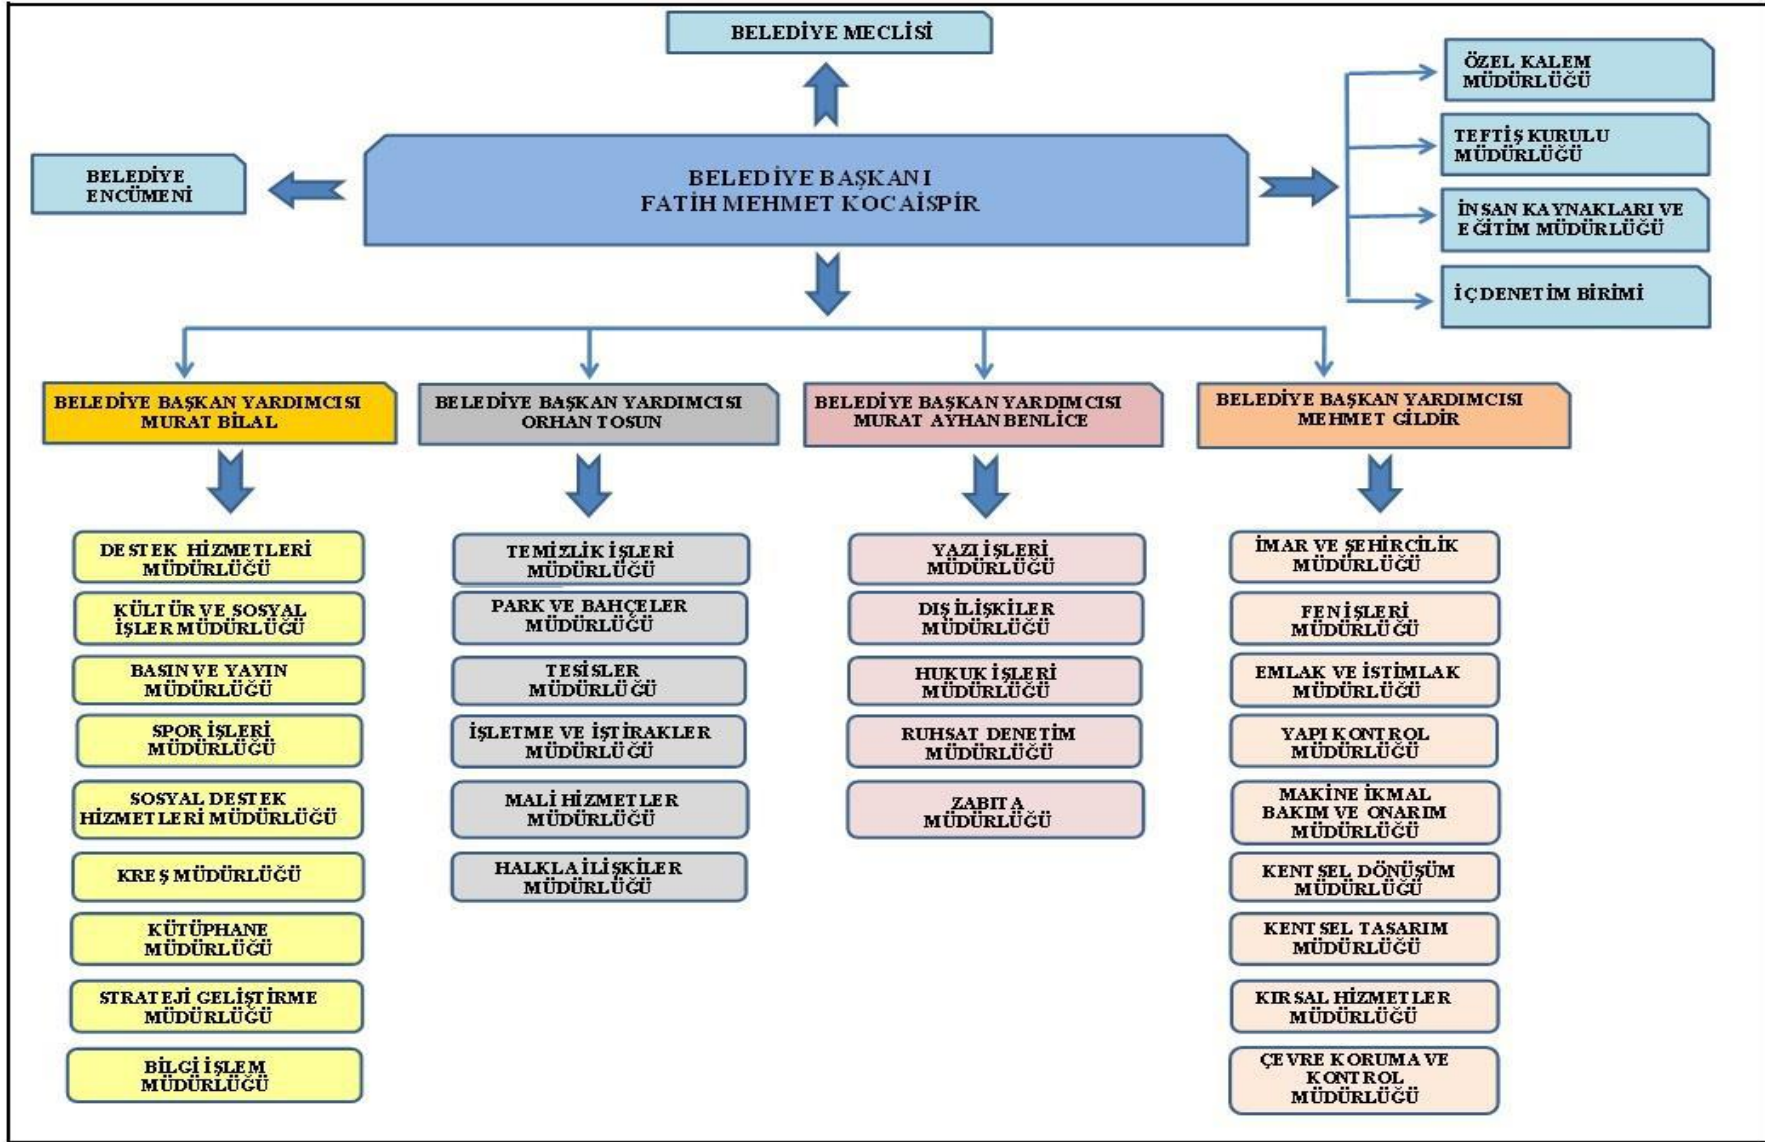 BELEDİYE MECLİSİ
ÖZEL KALEM
MÜDÜRLÜĞÜ
TEFTİŞ KURULU
MÜDÜRLÜĞÜ
BELEDİYE
ENCÜMENİ
BELEDİYE BAŞKANI
FATİH MEHMET KOCAİSPİR
İNSAN KAYNAKLARI VE
EĞİTİM MÜDÜRLÜĞÜ
İÇ DENETİM BİRİMİ
BELEDİYE BAŞKAN YARDIMCISI
MURAT BİLAL
BELEDİYE BAŞKAN YARDIMCISI
ORHAN TOSUN
BELEDİYE BAŞKAN YARDIMCISI
MURAT AYHAN BENLİCE
BELEDİYE BAŞKAN YARDIMCISI
MEHMET GİLDİR
DESTEK HİZMETLERİ
MÜDÜRLÜĞÜ
KÜLTÜR VE SOSYAL
İŞLER MÜDÜRLÜĞÜ
BASIN VE YAYIN
MÜDÜRLÜĞÜ
SPOR İŞLERİ
MÜDÜRLÜĞÜ
SOSYAL DESTEK
HİZMETLERİ MÜDÜRLÜĞÜ
KREŞ MÜDÜRLÜĞÜ
KÜTÜPHANE
MÜDÜRLÜĞÜ
STRATEJİ GELİŞTİRME
MÜDÜRLÜĞÜ
BİLGİ İŞLEM
MÜDÜRLÜĞÜ
TEMİZLİK İŞLERİ
MÜDÜRLÜĞÜ
PARK VE BAHÇELER
MÜDÜRLÜĞÜ
TESİSLER
MÜDÜRLÜĞÜ
İŞLETME VE İŞTİRAKLER
MÜDÜRLÜĞÜ
MALİ HİZMETLER
MÜDÜRLÜĞÜ
HALKLA İLİŞKİLER
MÜDÜRLÜĞÜ
YAZI İŞLERİ
MÜDÜRLÜĞÜ
DIŞ İLİŞKİLER
MÜDÜRLÜĞÜ
HUKUK İŞLERİ
MÜDÜRLÜĞÜ
RUHSAT DENETİM
MÜDÜRLÜĞÜ
ZABITA
MÜDÜRLÜĞÜ
İMAR VE ŞEHİRCİLİK
MÜDÜRLÜĞÜ
FEN İŞLERİ
MÜDÜRLÜĞÜ
EMLAK VE İSTİMLAK
MÜDÜRLÜĞÜ
YAPI KONTROL
MÜDÜRLÜĞÜ
MAKİNE İKMAL
BAKIM VE ONARIM
MÜDÜRLÜĞÜ
KENTSEL DÖNÜŞÜM
MÜDÜRLÜĞÜ
KENTSEL TASARIM
MÜDÜRLÜĞÜ
KIRSAL HİZMETLER
MÜDÜRLÜĞÜ
ÇEVRE KORUMA VE
KONTROL
MÜDÜRLÜĞÜ